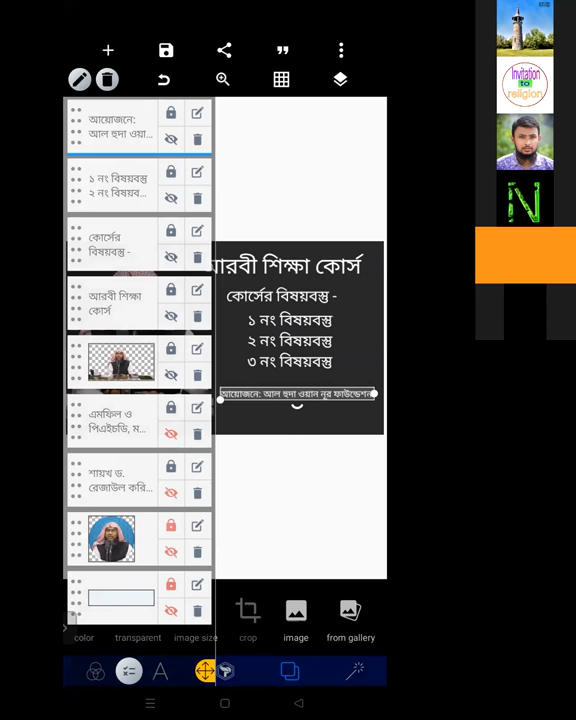 আয়োজনে:
আল হুদা ওয়া...
১ নং বিষয়বস্তু
২ নং বিষয়ব...
কোর্সের
বিষয়বস্তু -
আরবী শিক্ষা
কোর্স
এমফিল ও
পিএইচডি, ম...
শায়খ ড.
রেজাউল করি...
আরবী শিক্ষা কোর্স
কোর্সের বিষয়বস্তু -
১ নং বিষয়বস্তু
২ নং বিষয়বস্তু
৩ নং বিষয়বস্তু
আয়োজনে: আল হুদা ওয়ান নূর ফাউন্ডেশন
color
transparent
image size
crop
image
from gallery
Invitation
to
religion
N